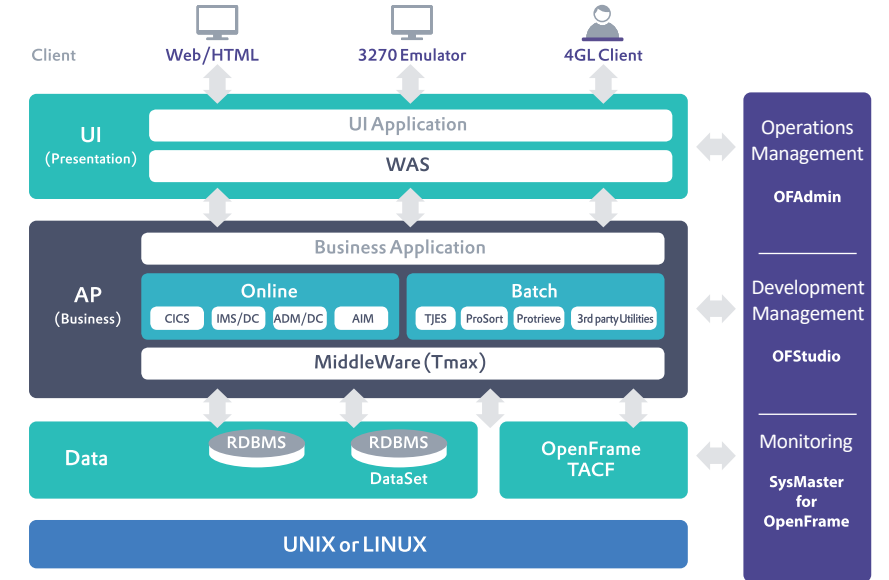 Client
Web/HTML
3270 Emulator
4GL Client
UI
(Presentation)
UI Application
WAS
AP
(Business)
Business Application
Online
CICS
IMS/DC
ADM/DC
AIM
Batch
TJES
ProSort
Protrieve
3rd party Utilities
MiddleWare (Tmax)
Data
RDBMS
RDBMS
DataSet
OpenFrame
TACF
UNIX or LINUX
Operations
Management
OFAdmin
Development
Management
OFStudio
Monitoring
SysMaster
for
OpenFrame